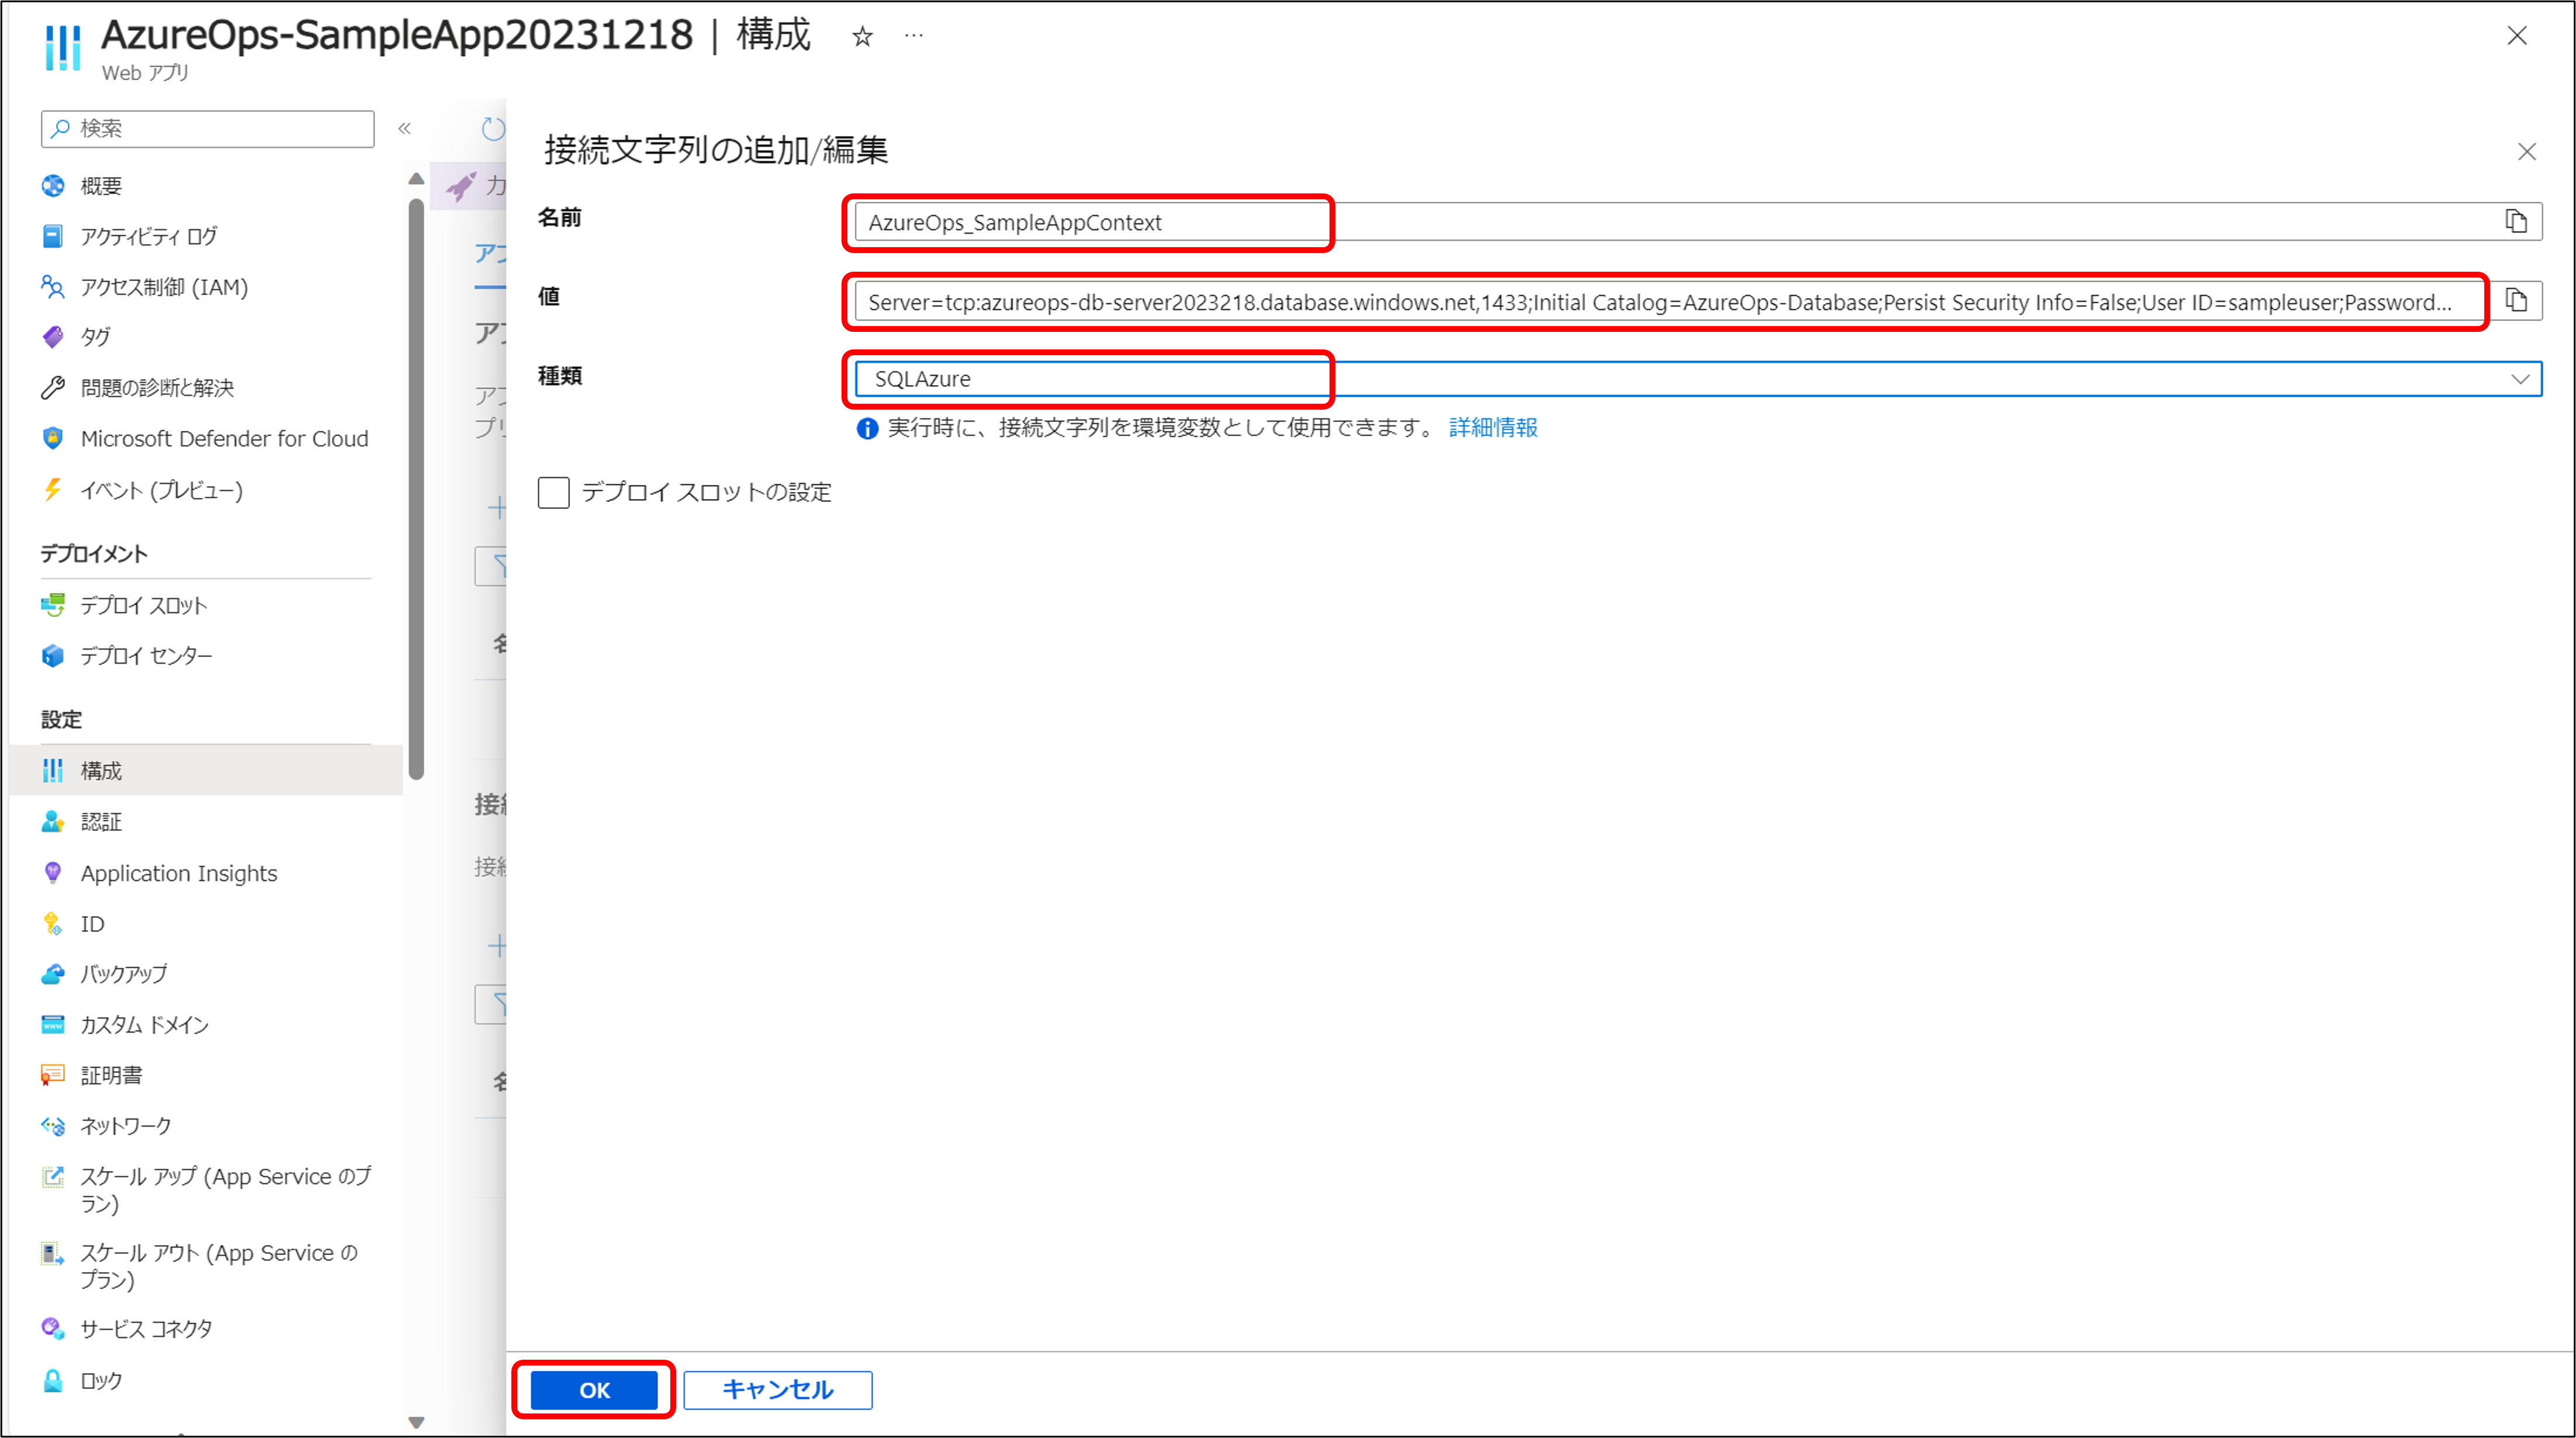 AzureOps-SampleApp20231218 | 構成 ☆ …
Web アプリ
検索
«
概要
アクティビティ ログ
アクセス制御 (IAM)
タグ
問題の診断と解決
Microsoft Defender for Cloud
イベント (プレビュー)
デプロイメント
デプロイ スロット
デプロイ センター
設定
構成
認証
Application Insights
ID
バックアップ
カスタム ドメイン
証明書
ネットワーク
スケール アップ (App Service のプ
ラン)
スケール アウト (App Service の
プラン)
サービス コネクタ
ロック
接続文字列の追加/編集
名前
AzureOps_SampleAppContext
値
Server=tcp:azureops-db-server2023218.database.windows.net,1433;Initial Catalog=AzureOps-Database;Persist Security Info=False;User ID=sampleuser;Password...
種類
SQLAzure
実行時に、接続文字列を環境変数として使用できます。 詳細情報
デプロイ スロットの設定
OK
キャンセル